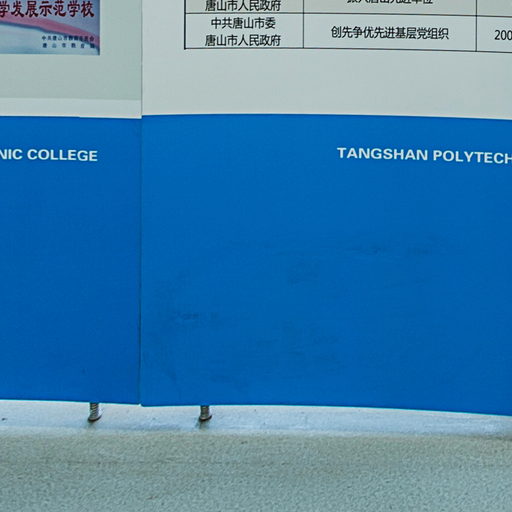 学发展示范学校
唐山市人民政府
中共唐山市委
唐山市人民政府
创先争优先进基层党组织
200
NIC COLLEGE
TANGSHAN POLYTECH